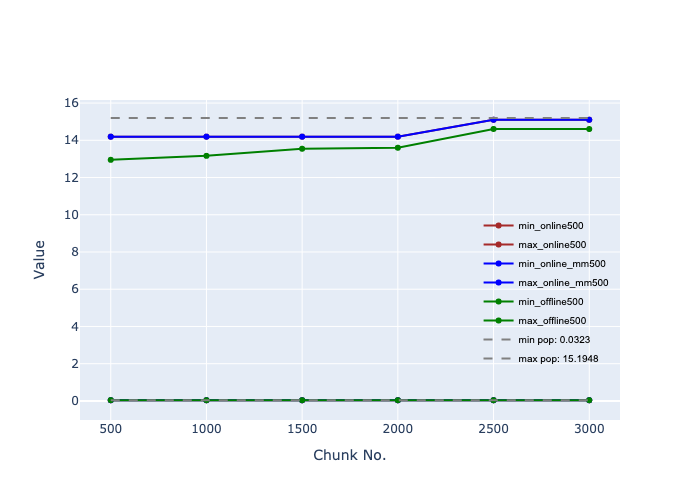 16
14
12
10
8
6
4
2
0
Value
min_online500
max_online500
min_online_mm500
max_online_mm500
min_offline500
max_offline500
min pop: 0.0323
max pop: 15.1948
500 1000 1500 2000 2500 3000
Chunk No.